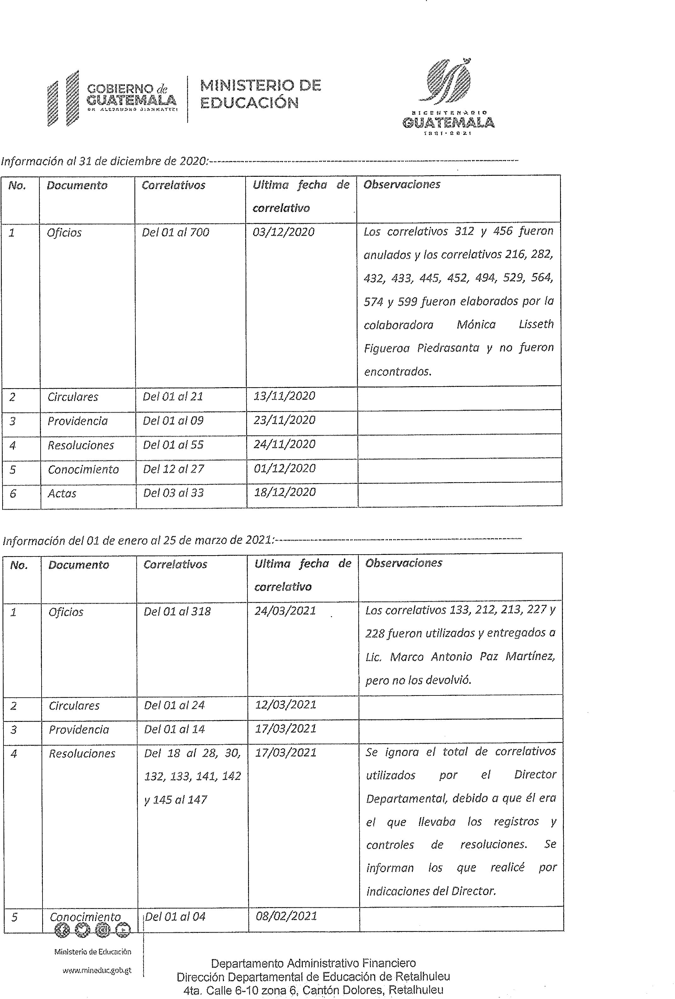 GOBIERNO de
GUATEMALA
DR. ALEJANDRO GIAMMATTEI
MINISTERIO DE
EDUCACIÓN
BICENTENARIO
GUATEMALA
1821-2021
Información al 31 de diciembre de 2020:-----------------------------------------------------------------
No. Documento Correlativos Ultima fecha de Observaciones
correlativo
1 Oficios Del 01 al 700 03/12/2020 Los correlativos 312 y 456 fueron
anulados y los correlativos 216, 282,
432, 433, 445, 452, 494, 529, 564,
574 y 599 fueron elaborados por la
colaboradora Mónica Lisseth
Figueroa Piedrasanta y no fueron
encontrados.
2 Circulares Del 01 al 21 13/11/2020
3 Providencia Del 01 al 09 23/11/2020
4 Resoluciones Del 01 al 55 24/11/2020
5 Conocimiento Del 12 al 27 01/12/2020
6 Actas Del 03 al 33 18/12/2020
Información del 01 de enero al 25 de marzo de 2021:----------------------------------------------------
No. Documento Correlativos Ultima fecha de Observaciones
correlativo
1 Oficios Del 01 al 318 24/03/2021 Los correlativos 133, 212, 213, 227 y
228 fueron utilizados y entregados a
Lic. Marco Antonio Paz Martínez,
pero no los devolvió.
2 Circulares Del 01 al 24 12/03/2021
3 Providencia Del 01 al 14 17/03/2021
4 Resoluciones Del 18 al 28, 30, 17/03/2021 Se ignora el total de correlativos
132, 133, 141, 142 utilizados por el Director
y 145 al 147 Departamental, debido a que él era
el que llevaba los registros y
controles de resoluciones. Se
informan los que realicé por
indicaciones del Director.
5 Conocimiento Del 01 al 04 08/02/2021
Ministerio de Educación
www.mineduc.gob.gt
Departamento Administrativo Financiero
Dirección Departamental de Educación de Retalhuleu
4ta. Calle 6-10 zona 6, Cantón Dolores, Retalhuleu